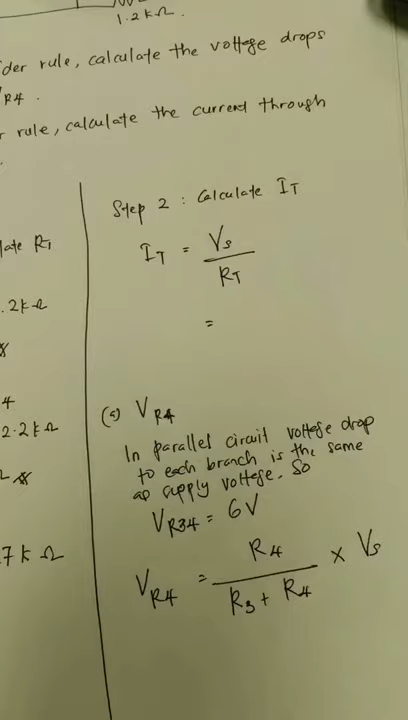 1.2kΩ
der rule, calculate the voltage drops
VR4.
r rule, calculate the current through
late RT
.2kΩ
4
2.2kΩ
7kΩ
Step 2 : Calculate IT
IT = Vs
RT
=
(a) VR4
In parallel circuit voltage drop
to each branch is the same
as supply voltage. So
VR34 = 6V
VR4 = R4 × Vs
R3 + R4